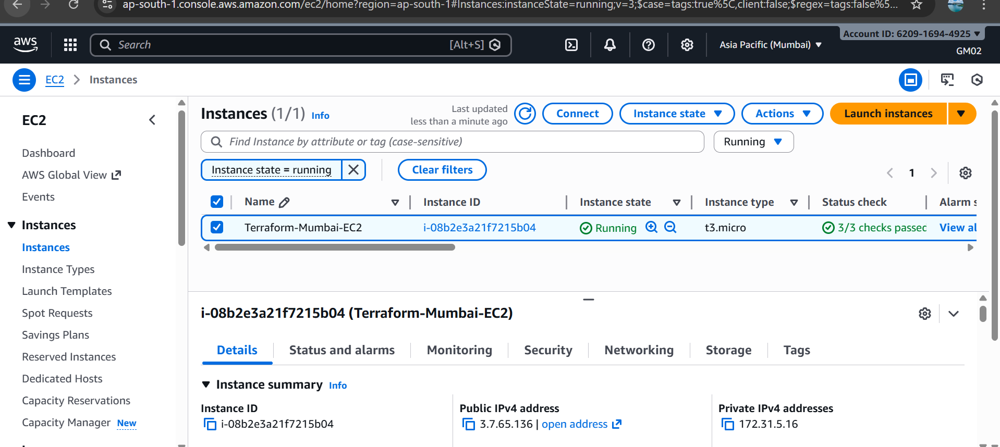 ap-south-1.console.aws.amazon.com/ec2/home?region=ap-south-1#Instances:instanceState=running;v=3;$case=tags:true%5C,client:false;$regex=tags:false%5...
aws
Search
[Alt+S]
Asia Pacific (Mumbai)
Account ID: 6209-1694-4925
GM02
EC2
Instances
EC2
Dashboard
AWS Global View
Events
Instances
Instances
Instance Types
Launch Templates
Spot Requests
Savings Plans
Reserved Instances
Dedicated Hosts
Capacity Reservations
Capacity Manager New
Instances (1/1) Info
Last updated
less than a minute ago
Connect
Instance state
Actions
Launch instances
Find Instance by attribute or tag (case-sensitive)
Running
Instance state = running
Clear filters
1
Name Instance ID Instance state Instance type Status check Alarm s
Terraform-Mumbai-EC2 i-08b2e3a21f7215b04 Running t3.micro 3/3 checks passed View al
i-08b2e3a21f7215b04 (Terraform-Mumbai-EC2)
Details Status and alarms Monitoring Security Networking Storage Tags
Instance summary Info
Instance ID
i-08b2e3a21f7215b04
Public IPv4 address
3.7.65.136 | open address
Private IPv4 addresses
172.31.5.16